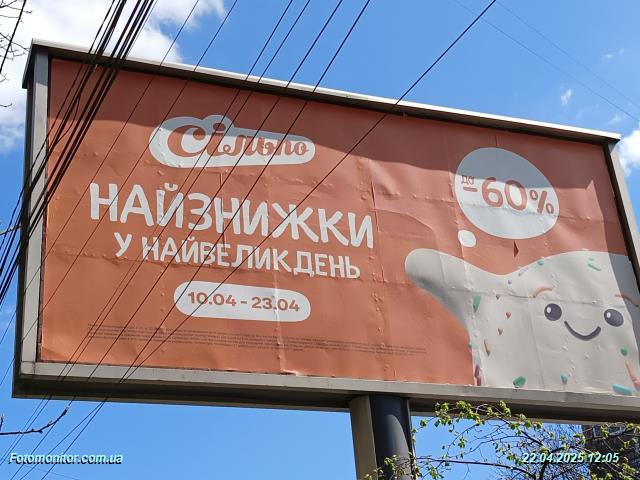 Сільпо
до
-60%
НАЙЗНИЖКИ
У НАЙВЕЛИКДЕНЬ
10.04 - 23.04
Fotomonitor.com.ua
22.04.2025 12:05